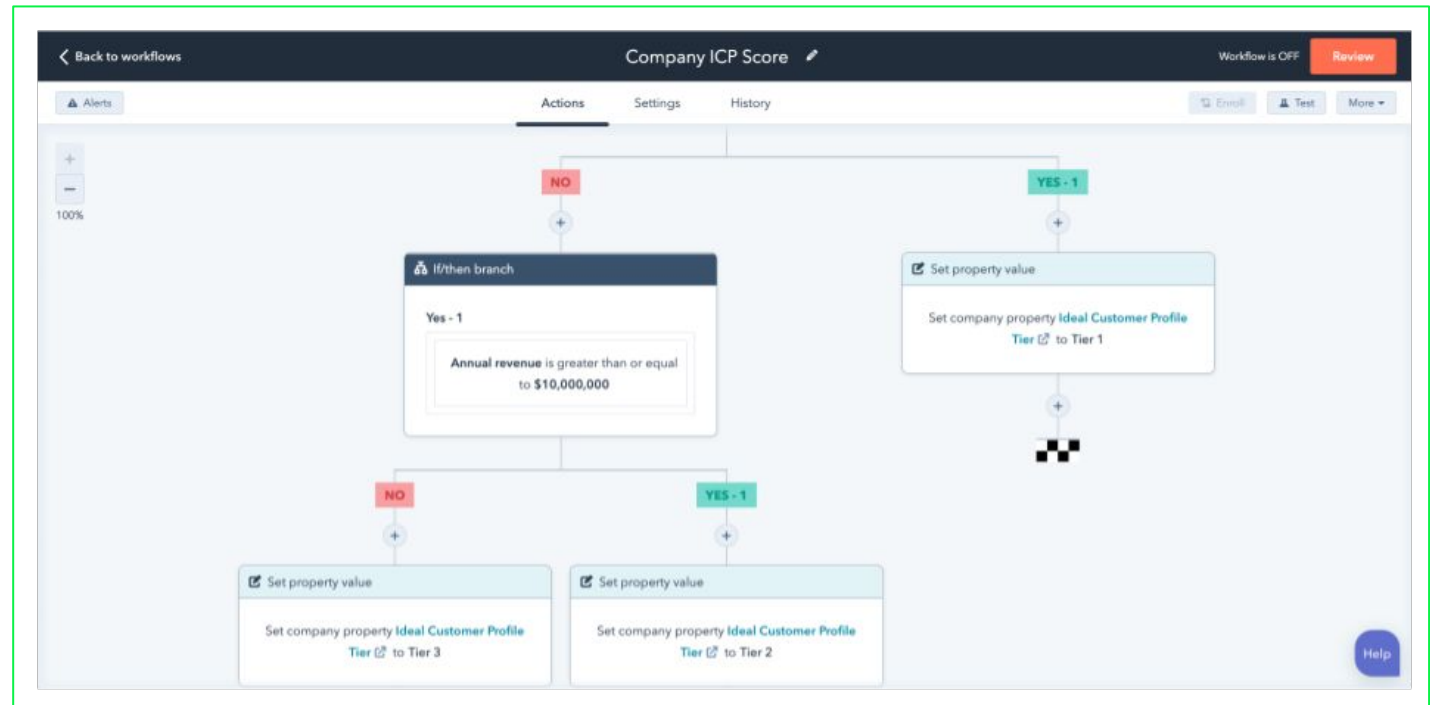 Back to workflows
Company ICP Score
Workflow is OFF
Review
Alerts
Actions
Settings
History
Enroll
Test
More
100%
NO
YES - 1
If/then branch
Yes - 1
Annual revenue is greater than or equal
to $10,000,000
Set property value
Set company property Ideal Customer Profile
Tier to Tier 1
NO
YES - 1
Set property value
Set company property Ideal Customer Profile
Tier to Tier 3
Set property value
Set company property Ideal Customer Profile
Tier to Tier 2
Help